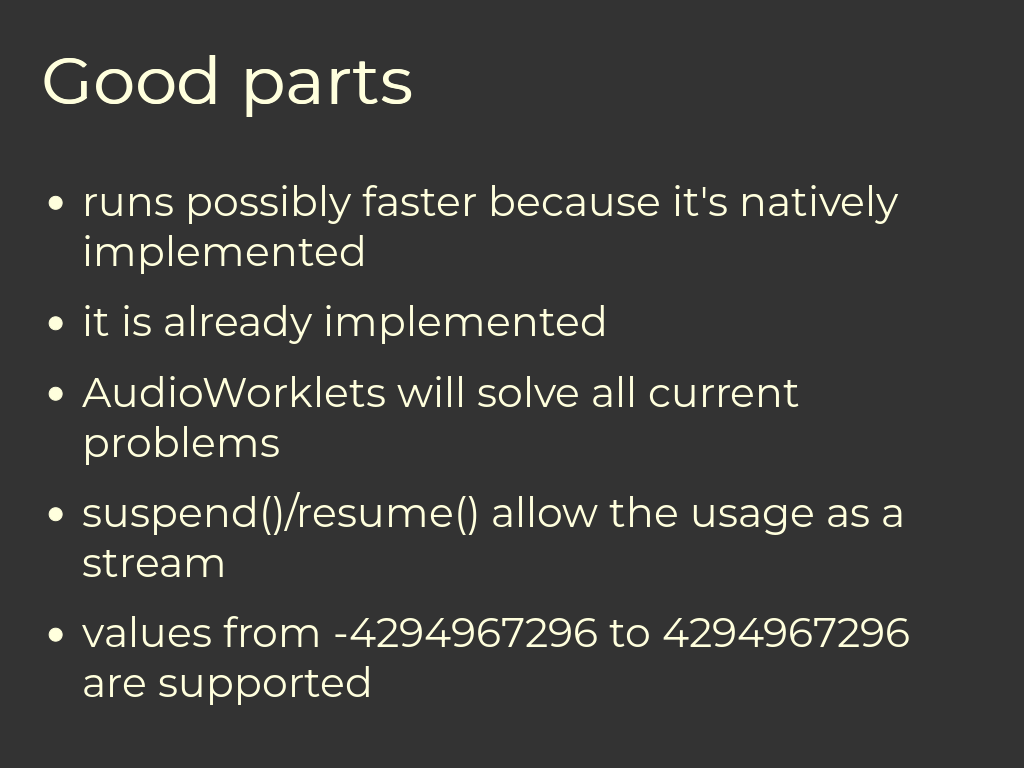 Good parts
• runs possibly faster because it's natively
implemented
• it is already implemented
• AudioWorklets will solve all current
problems
• suspend()/resume() allow the usage as a
stream
• values from -4294967296 to 4294967296
are supported